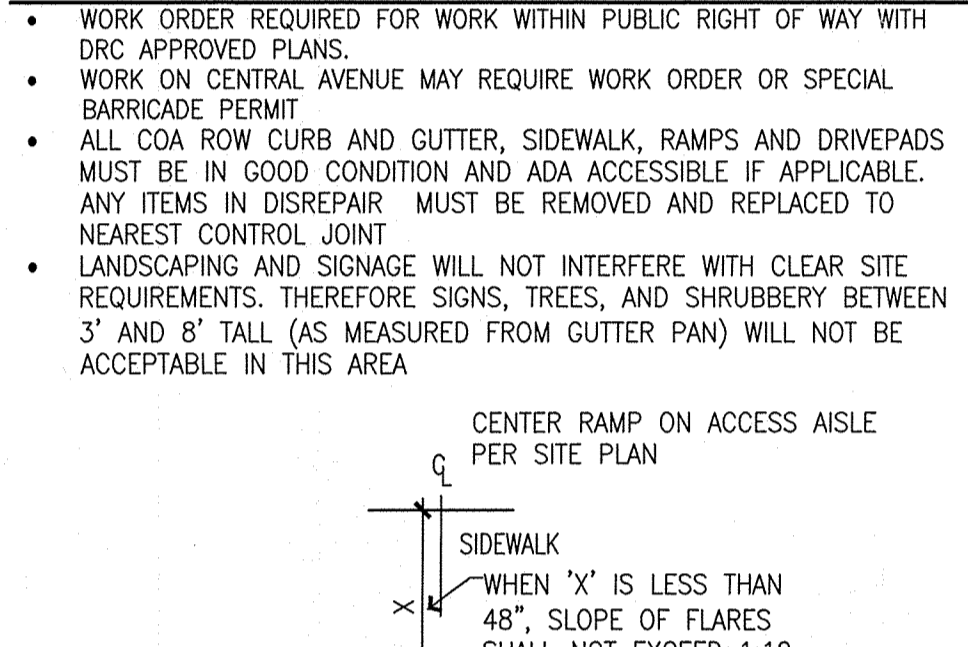 • WORK ORDER REQUIRED FOR WORK WITHIN PUBLIC RIGHT OF WAY WITH
DRC APPROVED PLANS.
• WORK ON CENTRAL AVENUE MAY REQUIRE WORK ORDER OR SPECIAL
BARRICADE PERMIT
• ALL COA ROW CURB AND GUTTER, SIDEWALK, RAMPS AND DRIVEPADS
MUST BE IN GOOD CONDITION AND ADA ACCESSIBLE IF APPLICABLE.
ANY ITEMS IN DISREPAIR MUST BE REMOVED AND REPLACED TO
NEAREST CONTROL JOINT
• LANDSCAPING AND SIGNAGE WILL NOT INTERFERE WITH CLEAR SITE
REQUIREMENTS. THEREFORE SIGNS, TREES, AND SHRUBBERY BETWEEN
3' AND 8' TALL (AS MEASURED FROM GUTTER PAN) WILL NOT BE
ACCEPTABLE IN THIS AREA
CENTER RAMP ON ACCESS AISLE
PER SITE PLAN
CL
SIDEWALK
WHEN 'X' IS LESS THAN
X
48", SLOPE OF FLARES
SHALL NOT EXCEED